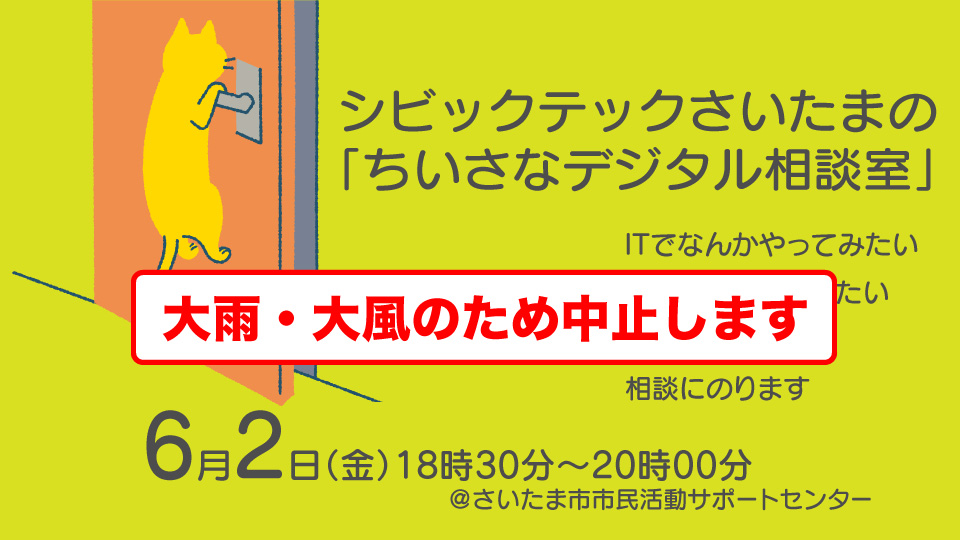 シビックテックさいたまの
「ちいさなデジタル相談室」
ITでなんかやってみたい
たい
大雨・大風のため中止します
相談にのります
6月2日(金)18時30分～20時00分
@さいたま市市民活動サポートセンター